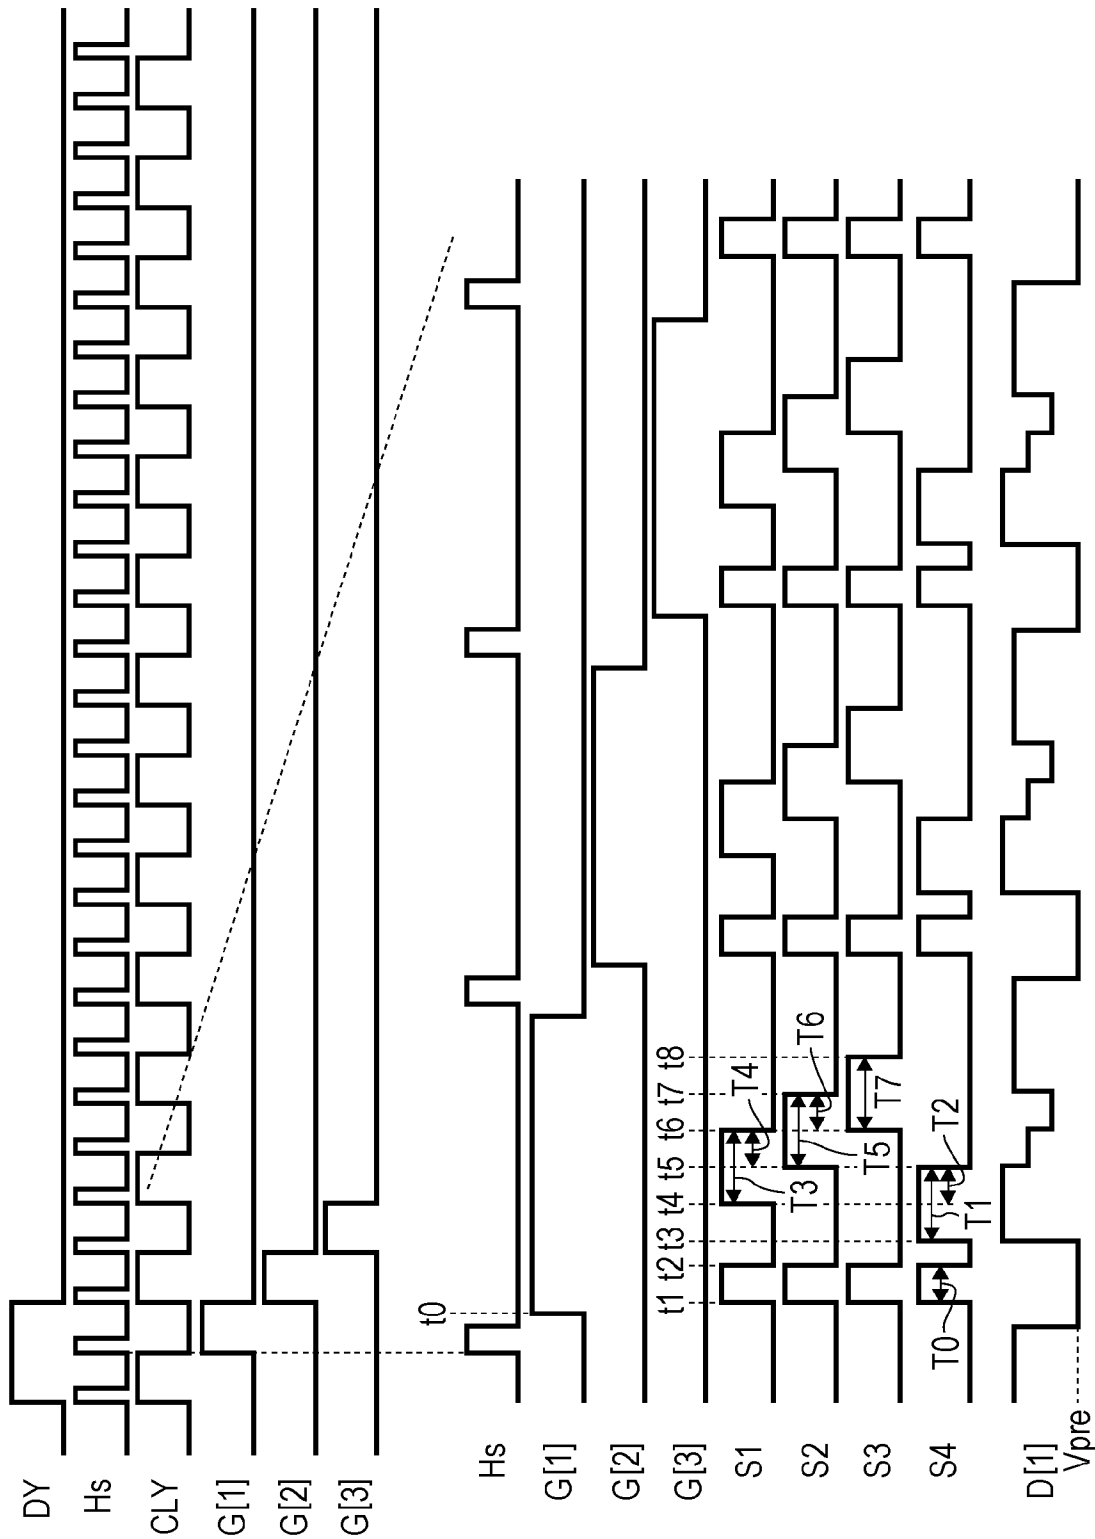 DY
Hs
CLY
G[1]
G[2]
G[3]
t0
Hs
G[1]
G[2]
G[3]
t1 t2 t3 t4 t5 t6 t7 t8
S1
T3 T4
S2
T5 T6
S3
T7
S4
T0 T1 T2
D[1]
Vpre